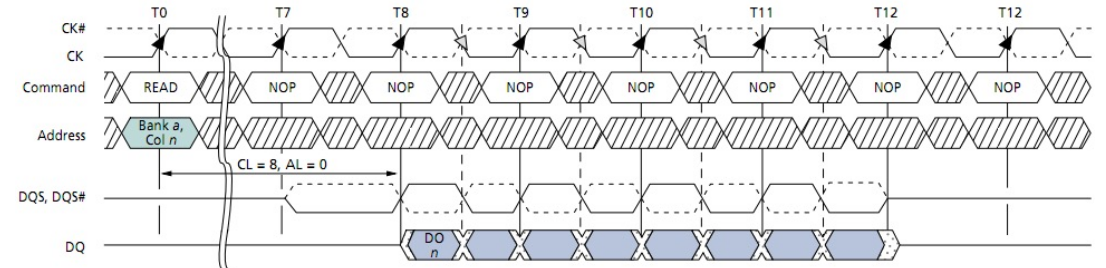 T0 T7 T8 T9 T10 T11 T12 T12
CK#
CK
Command READ NOP NOP NOP NOP NOP NOP NOP
Address Bank a,
Col n
CL = 8, AL = 0
DQS, DQS#
DQ DO
n